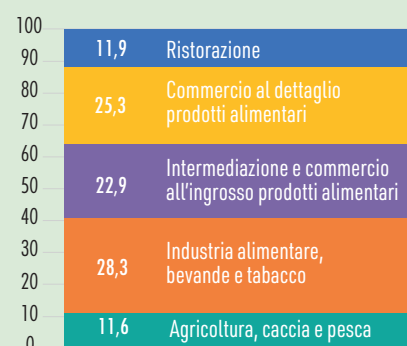 100
90
80
70
60
50
40
30
20
10
0
11,9 Ristorazione
25,3 Commercio al dettaglio
prodotti alimentari
22,9 Intermediazione e commercio
all'ingrosso prodotti alimentari
28,3 Industria alimentare,
bevande e tabacco
11,6 Agricoltura, caccia e pesca